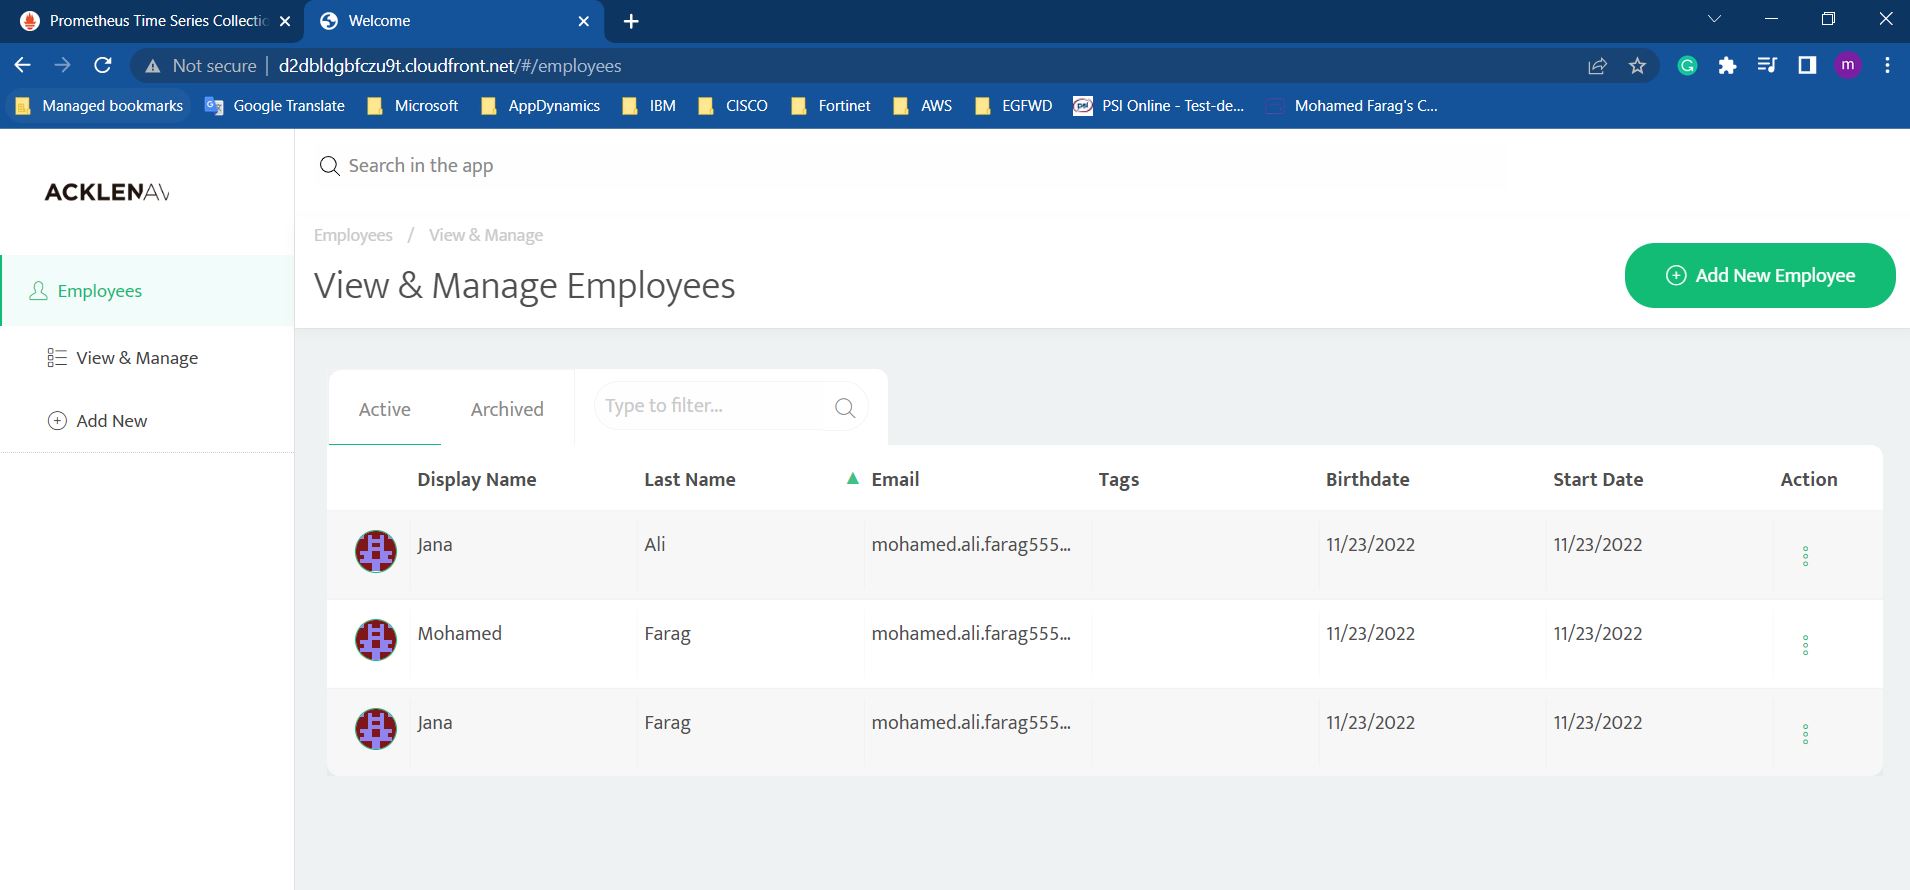 Prometheus Time Series Collectio
Welcome
Not secure
d2dbldgbfczu9t.cloudfront.net/#/employees
m
Managed bookmarks
Google Translate
Microsoft
AppDynamics
IBM
CISCO
Fortinet
AWS
EGFWD
PSI Online - Test-de...
Mohamed Farag's C...
ACKLENAV
Search in the app
Employees / View & Manage
View & Manage Employees
Add New Employee
Employees
View & Manage
Add New
Active
Archived
Type to filter...
Display Name Last Name Email Tags Birthdate Start Date Action
Jana Ali mohamed.ali.farag555... 11/23/2022 11/23/2022
Mohamed Farag mohamed.ali.farag555... 11/23/2022 11/23/2022
Jana Farag mohamed.ali.farag555... 11/23/2022 11/23/2022